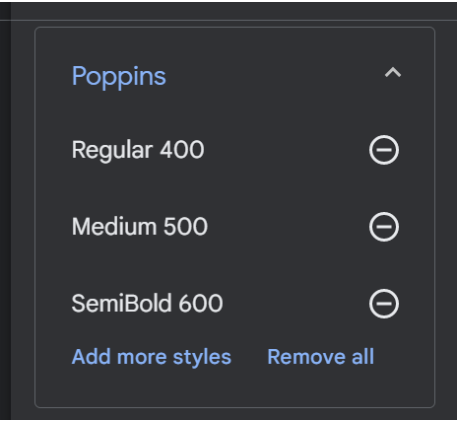 Poppins
Regular 400
Medium 500
SemiBold 600
Add more styles Remove all